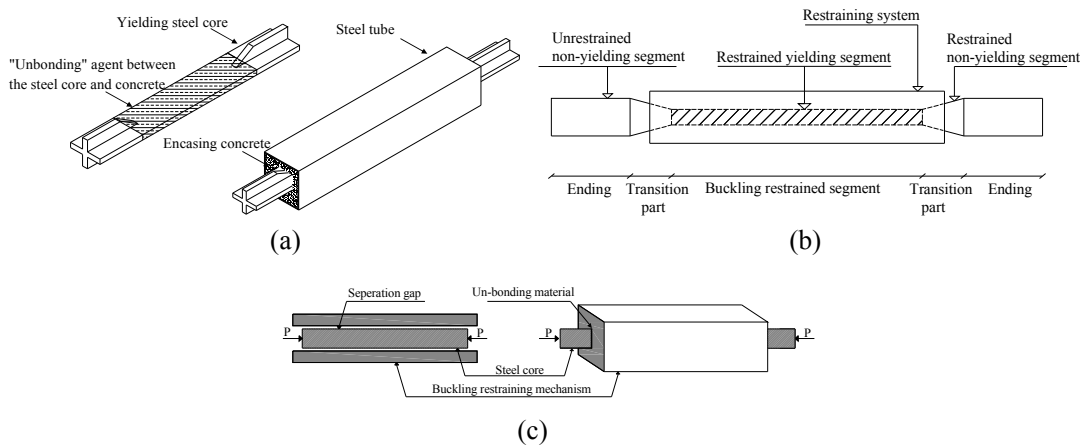 Yielding steel core
"Unbonding" agent between
the steel core and concrete
Steel tube
Encasing concrete
(a)
Restraining system
Unrestrained
non-yielding segment
Restrained yielding segment
Restrained
non-yielding segment
Ending
Transition
part
Buckling restrained segment
Transition
part
Ending
(b)
Seperation gap
P
P
Steel core
Buckling restraining mechanism
Un-bonding material
P
P
(c)